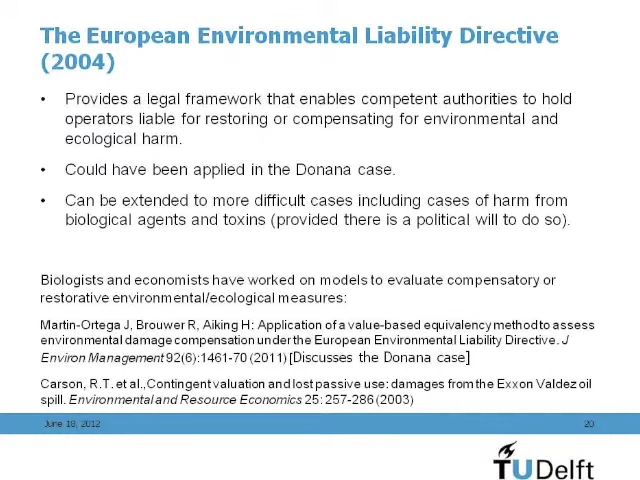 The European Environmental Liability Directive
(2004)
• Provides a legal framework that enables competent authorities to hold
operators liable for restoring or compensating for environmental and
ecological harm.
• Could have been applied in the Donana case.
• Can be extended to more difficult cases including cases of harm from
biological agents and toxins (provided there is a political will to do so).
Biologists and economists have worked on models to evaluate compensatory or
restorative environmental/ecological measures:
Martin-Ortega J, Brouwer R, Aiking H: Application of a value-based equivalency method to assess
environmental damage compensation under the European Environmental Liability Directive. J
Environ Management 92(6):1461-70 (2011) [Discusses the Donana case]
Carson, R.T. et al.,Contingent valuation and lost passive use: damages from the Exxon Valdez oil
spill. Environmental and Resource Economics 25: 257-286 (2003)
June 18, 2012 20
TUDelft